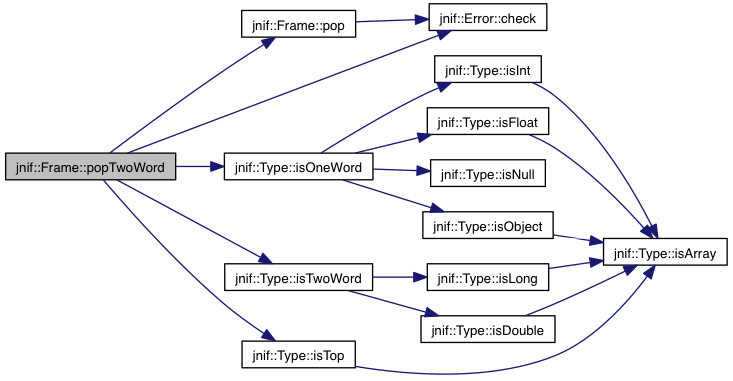 jnif::Frame::pop
jnif::Error::check
jnif::Type::isInt
jnif::Type::isFloat
jnif::Frame::popTwoWord
jnif::Type::isOneWord
jnif::Type::isNull
jnif::Type::isObject
jnif::Type::isArray
jnif::Type::isTwoWord
jnif::Type::isLong
jnif::Type::isDouble
jnif::Type::isTop